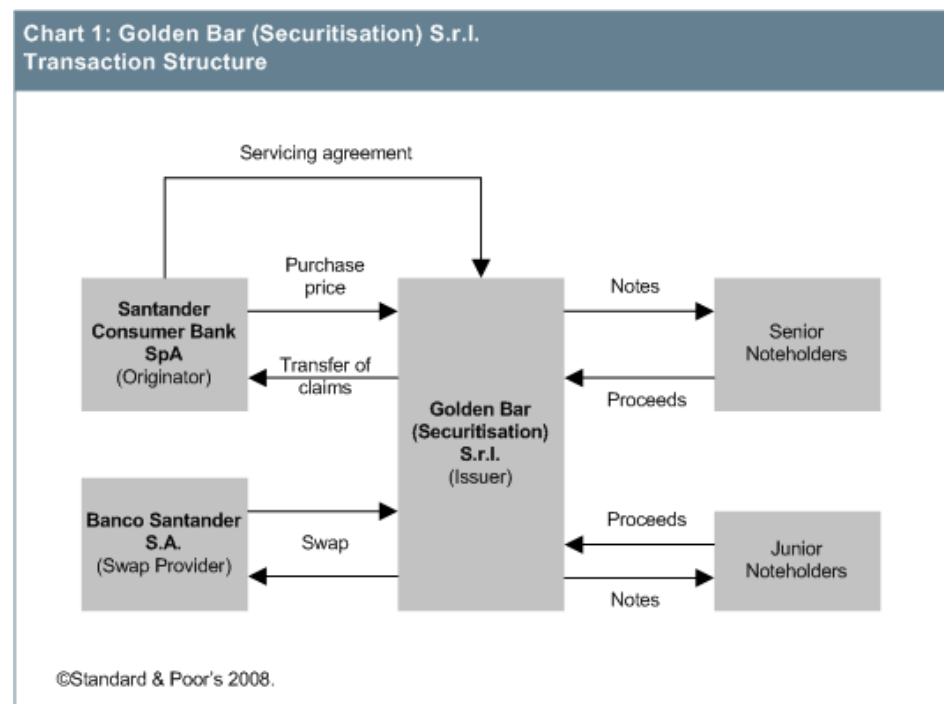 Chart 1: Golden Bar (Securitisation) S.r.l.
Transaction Structure
Servicing agreement
Purchase
price
Notes
Santander
Consumer Bank
SpA
(Originator)
Transfer of
claims
Senior
Noteholders
Proceeds
Golden Bar
(Securitisation)
S.r.l.
(Issuer)
Banco Santander
S.A.
(Swap Provider)
Swap
Proceeds
Junior
Noteholders
Notes
©Standard & Poor's 2008.